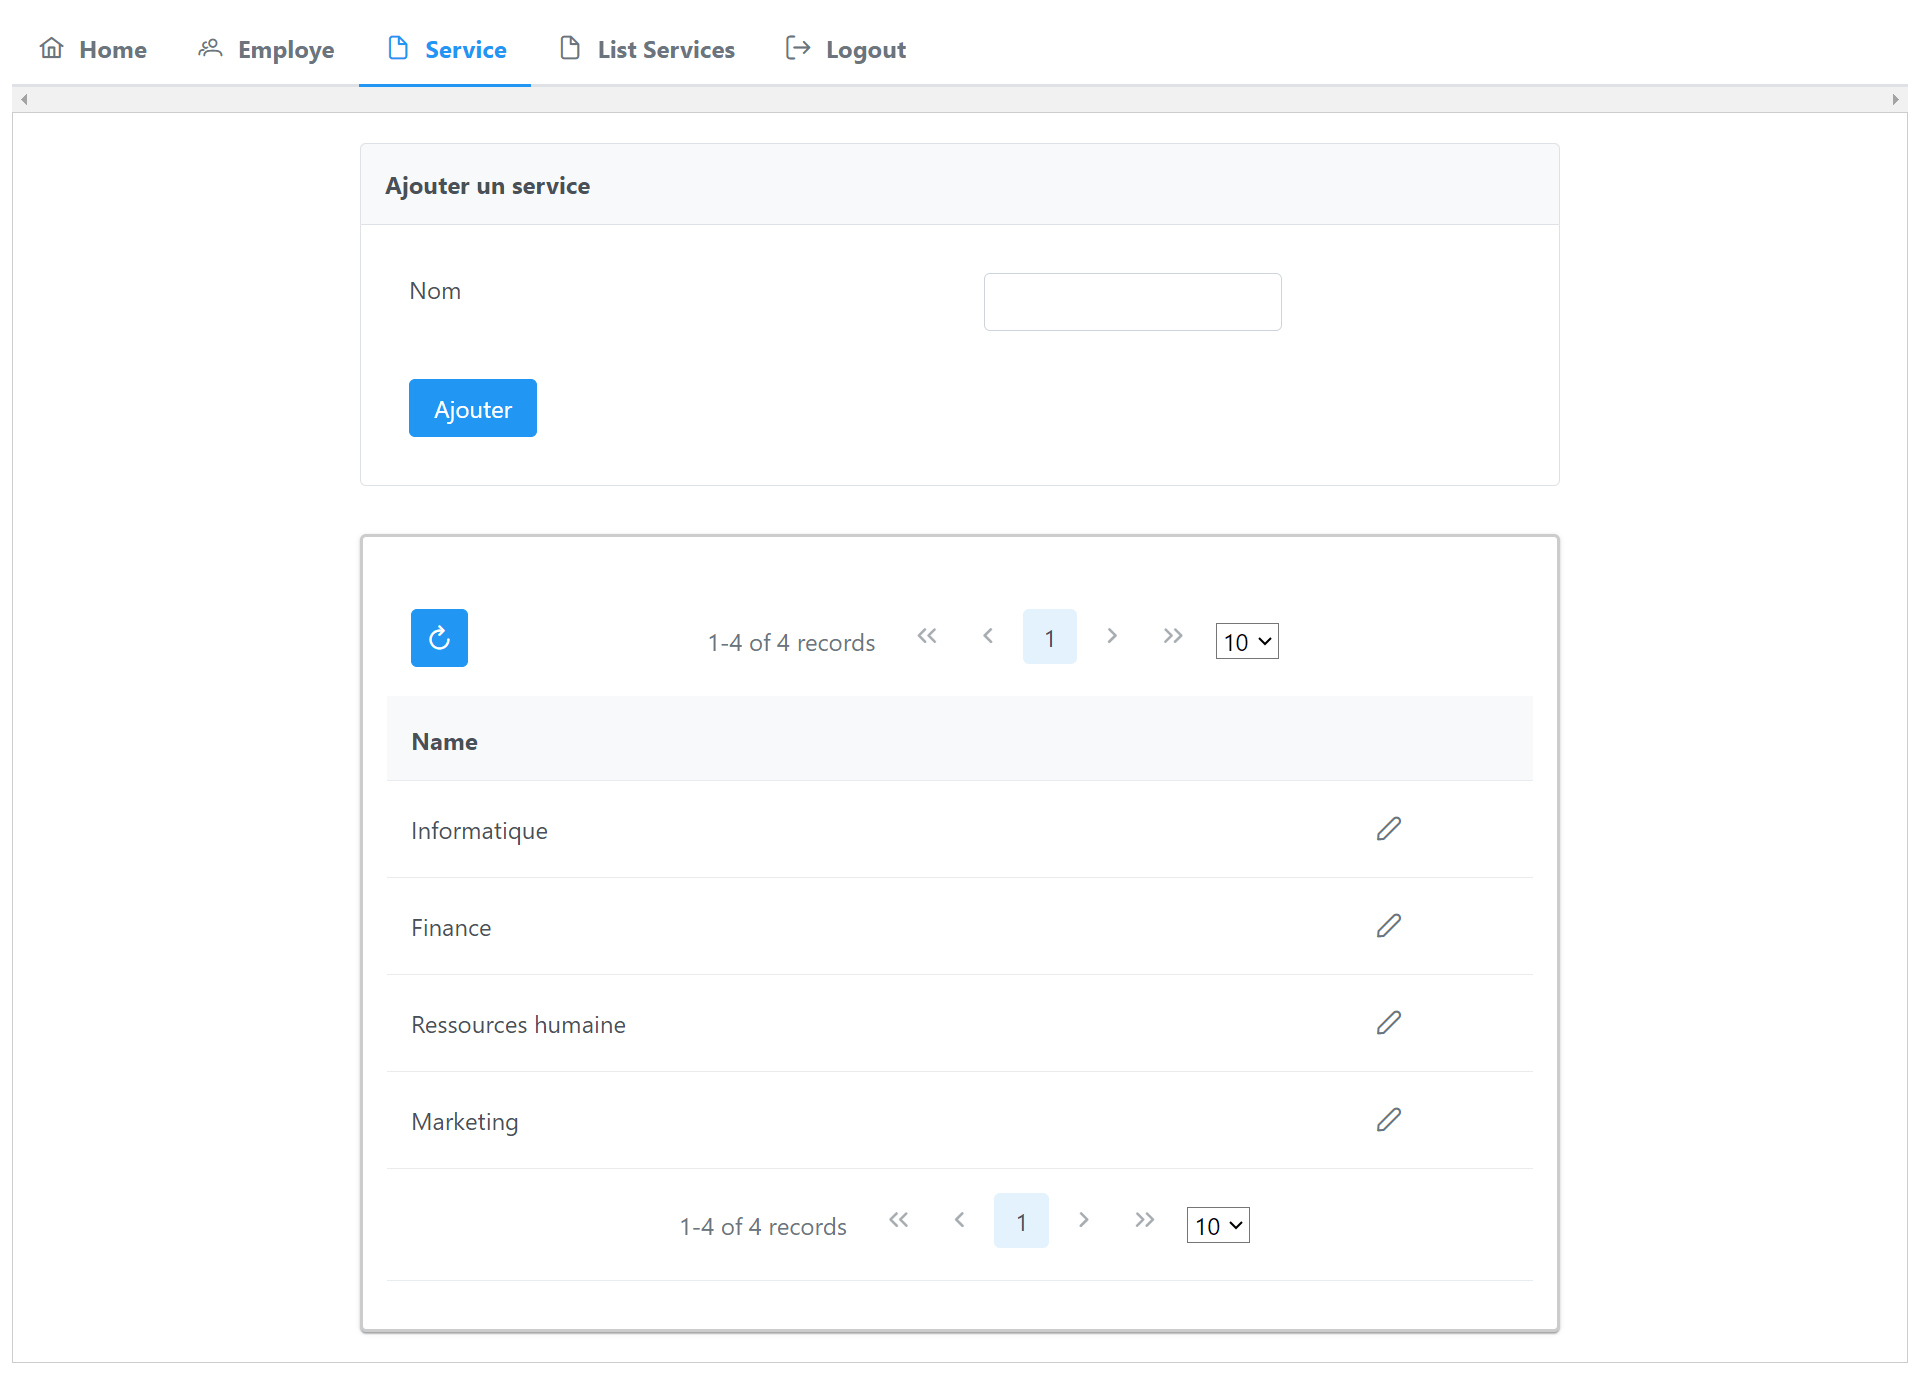 Home Employe Service List Services Logout
Ajouter un service
Nom
Ajouter
1-4 of 4 records 1 10
Name
Informatique
Finance
Ressources humaine
Marketing
1-4 of 4 records 1 10